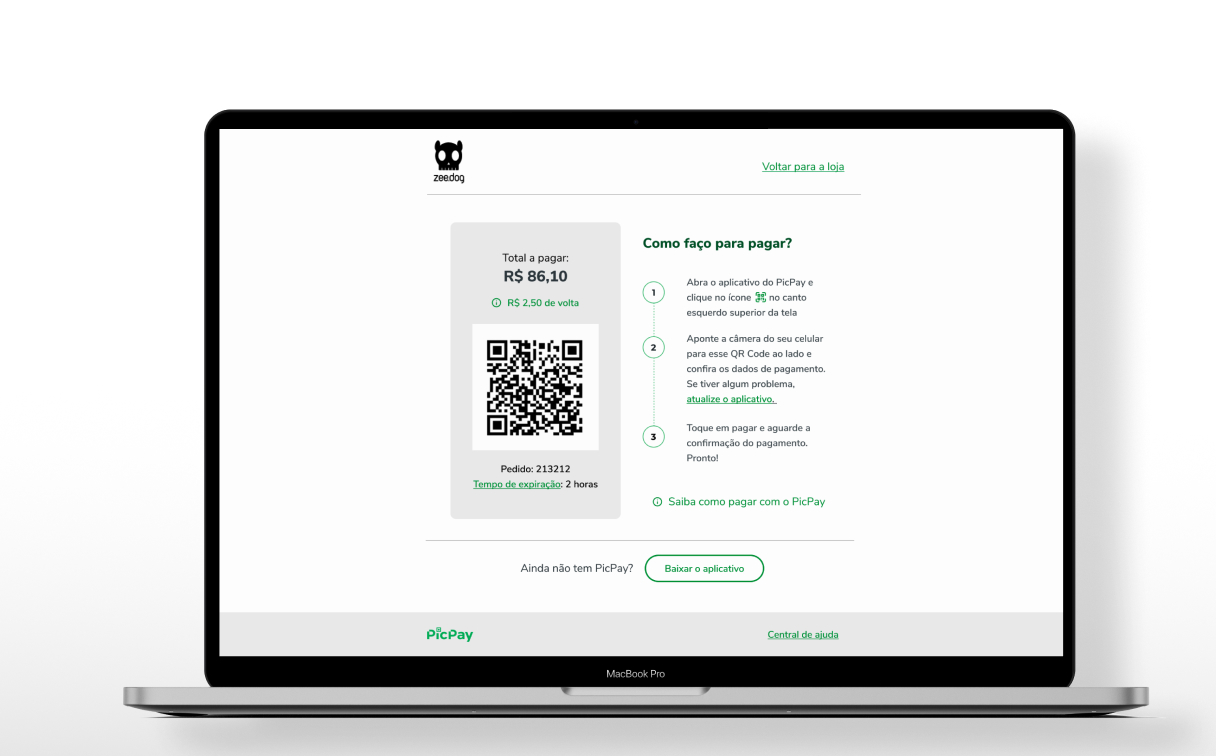 zee.dog
Voltar para a loja
Total a pagar:
R$ 86,10
R$ 2,50 de volta
Pedido: 213212
Tempo de expiração: 2 horas
Como faço para pagar?
1
Abra o aplicativo do PicPay e
clique no ícone no canto
esquerdo superior da tela
2
Aponte a câmera do seu celular
para esse QR Code ao lado e
confira os dados de pagamento.
Se tiver algum problema,
atualize o aplicativo.
3
Toque em pagar e aguarde a
confirmação do pagamento.
Pronto!
Saiba como pagar com o PicPay
Ainda não tem PicPay?
Baixar o aplicativo
PicPay
Central de ajuda
MacBook Pro